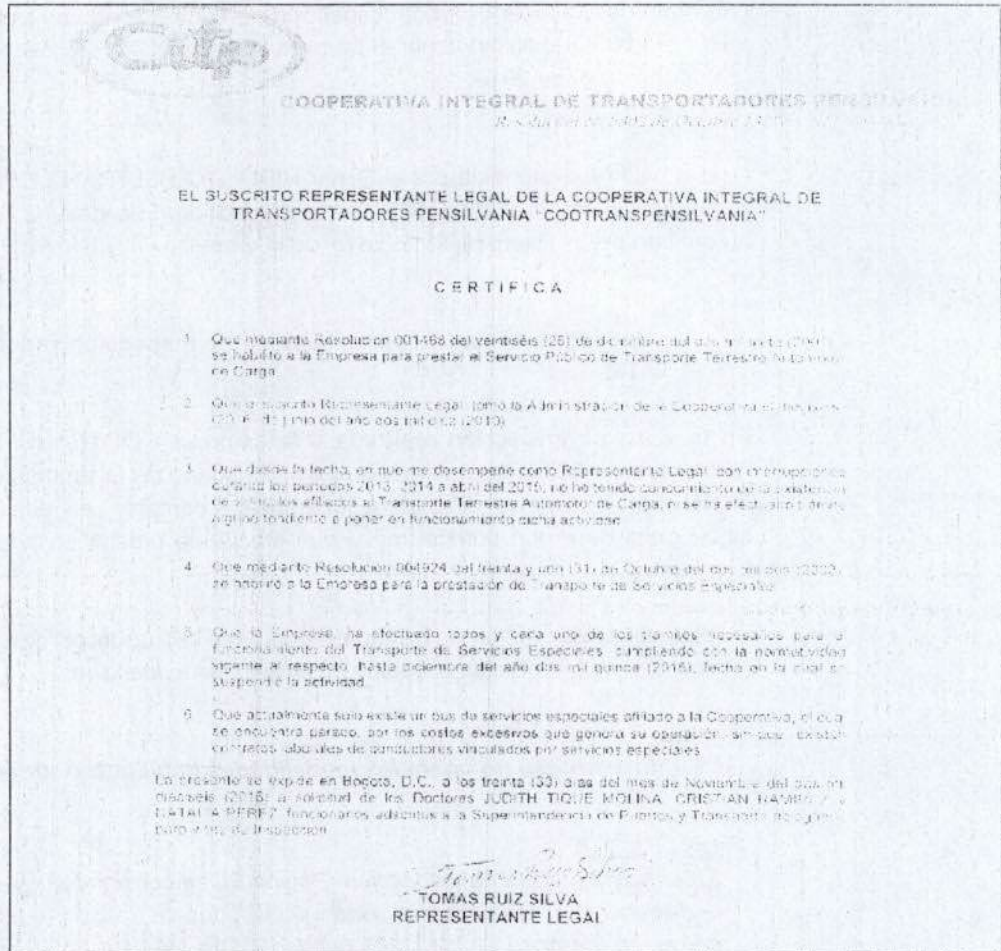 Citp
COOPERATIVA INTEGRAL DE TRANSPORTADORES
EL SUSCRITO REPRESENTANTE LEGAL DE LA COOPERATIVA INTEGRAL DE
TRANSPORTADORES PENSILVANIA "COOTRANSPENSILVANIA"
CERTIFICA
1. Que mediante Resolución 001468 del veintiséis (26) de diciembre del
se habilitó a la Empresa para prestar el Servicio Público de Transporte Terrestre Automotor
de Carga
2. Que el suscrito Representante Legal, tomó la Administración de la Cooperativa
de junio del año dos mil diez (2010)
3. Que desde la fecha, en que me desempeño como Representante Legal, con interrupciones
durante los periodos 2013, 2014 a abril del 2015, no he tenido conocimiento de la existencia
de vehículos afiliados al Transporte Terrestre Automotor de Carga, ni se ha efectuado trámite
alguno tendiente a poner en funcionamiento dicha actividad
4. Que mediante Resolución 004924 del treinta y uno (31) de Octubre del dos mil dos (2002),
se habilitó a la Empresa para la prestación de Transporte de Servicios Especiales
5. Que la Empresa, ha efectuado todos y cada uno de los trámites necesarios para el
funcionamiento del Transporte de Servicios Especiales, cumpliendo con la normatividad
vigente al respecto, hasta diciembre del año dos mil quince (2015), fecha en la cual se
suspende la actividad
6. Que actualmente solo existe un bus de servicios especiales afiliado a la Cooperativa, el cual
se encuentra parado, por los costos excesivos que genera su operación, sin que existan
contratos laborales de conductores vinculados por servicios especiales
La presente se expide en Bogotá, D.C., a los treinta (30) días del mes de Noviembre del dos mil
dieciséis (2016) a solicitud de los Doctores JUDITH TIQUE MOLINA, CRISTIAN RAMIREZ y
NATALIA PEREZ, funcionarios adscritos a la Superintendencia de Puertos y Transporte
Inspección
TOMAS RUIZ SILVA
REPRESENTANTE LEGAL